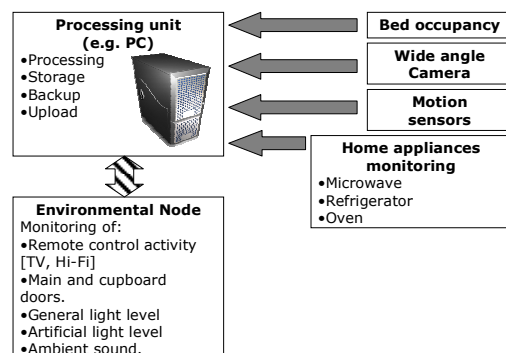 Processing unit
(e.g. PC)
•Processing
•Storage
•Backup
•Upload
Bed occupancy
Wide angle
Camera
Motion
sensors
Home appliances
monitoring
•Microwave
•Refrigerator
•Oven
Environmental Node
Monitoring of:
•Remote control activity
[TV, Hi-Fi]
•Main and cupboard
doors.
•General light level
•Artificial light level
•Ambient sound.